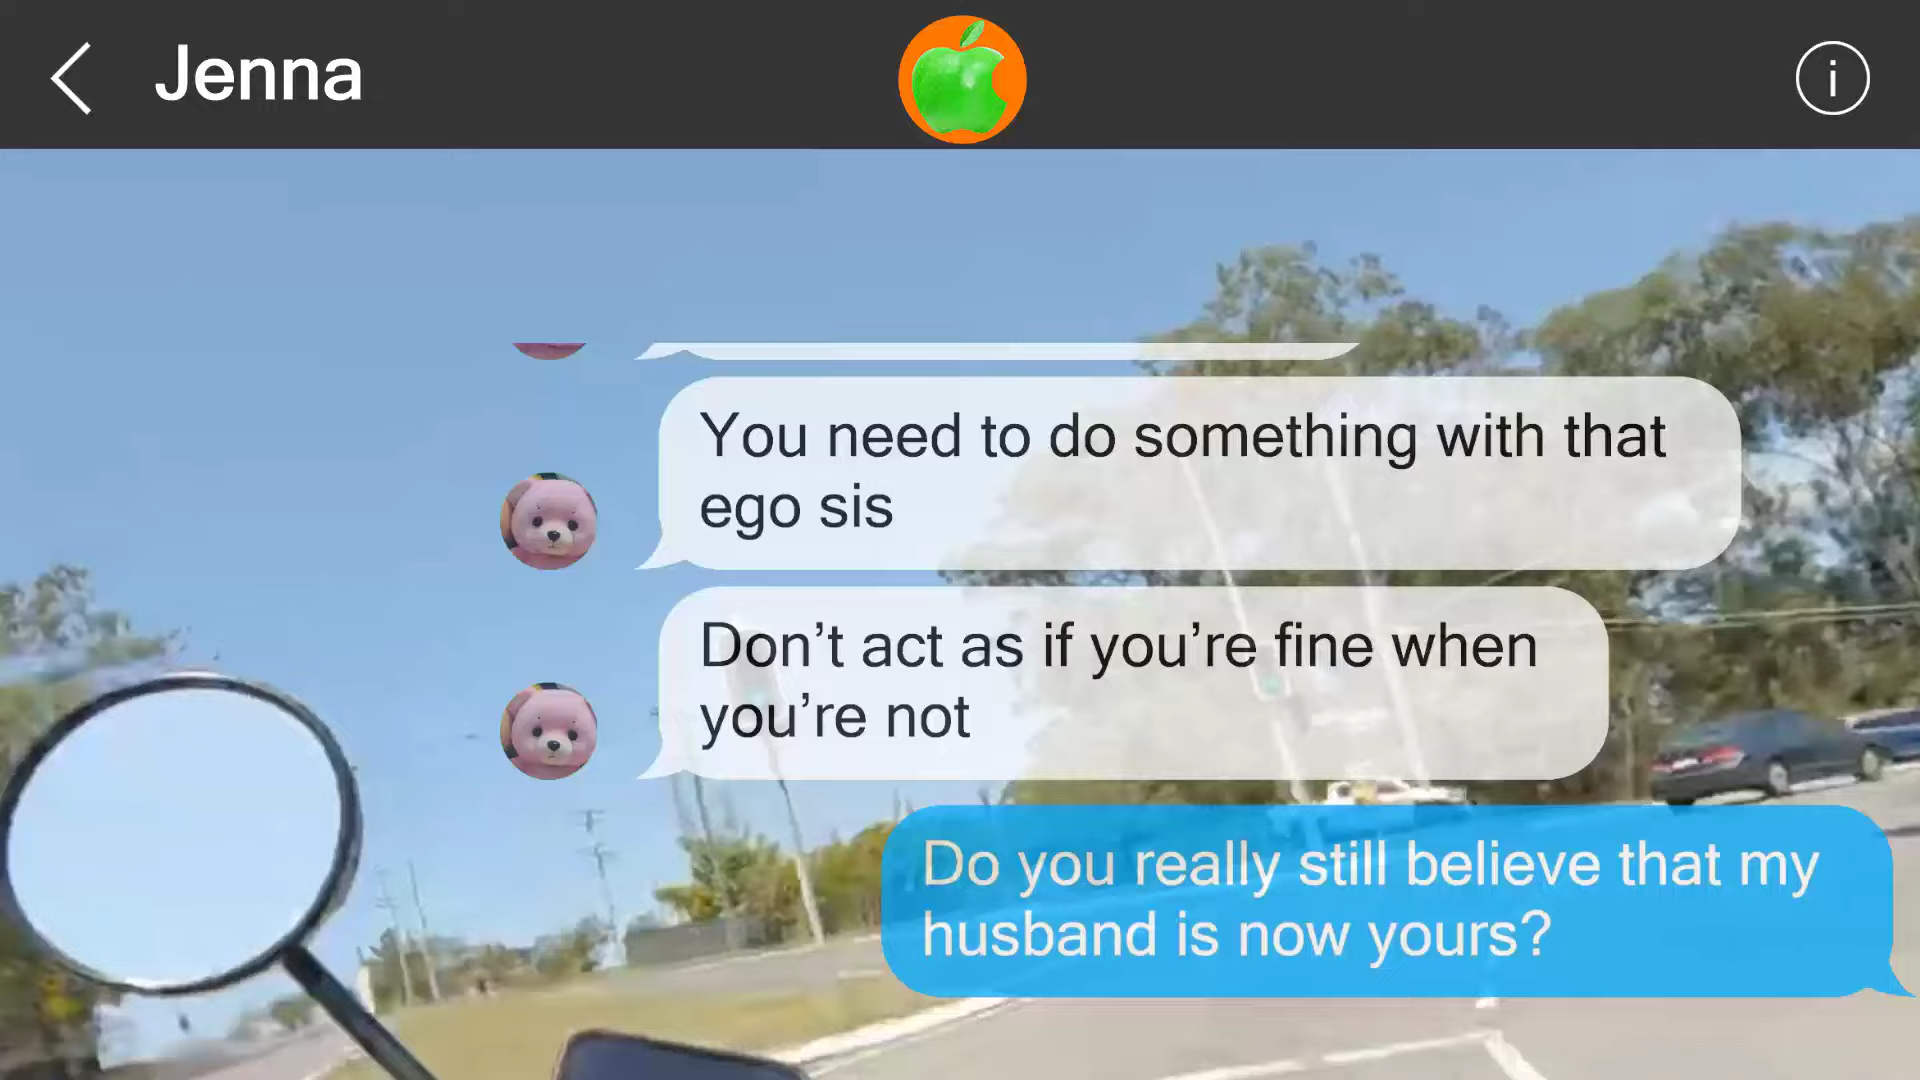 Jenna
You need to do something with that
ego sis
Don’t act as if you’re fine when
you’re not
Do you really still believe that my
husband is now yours?